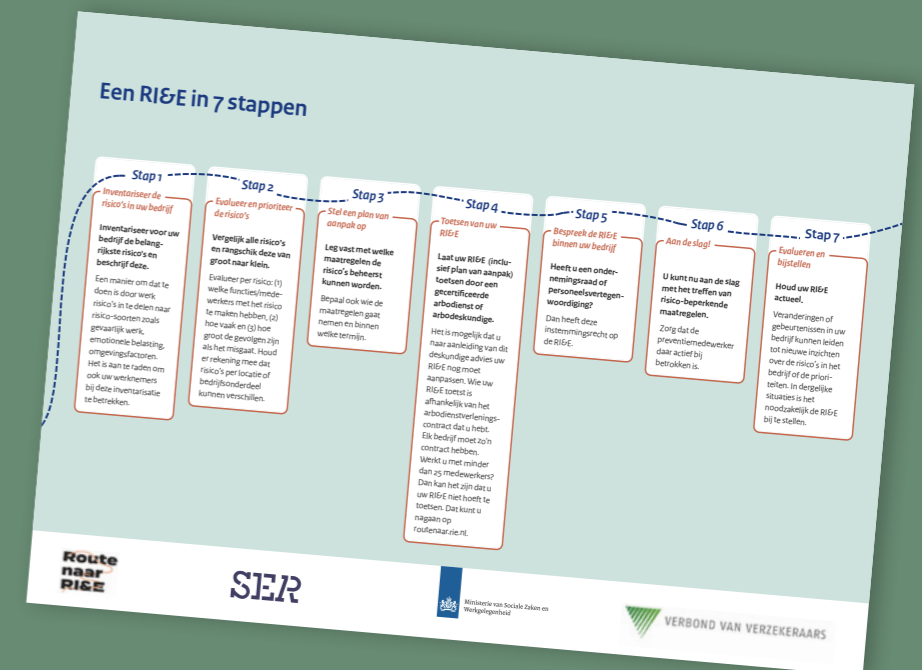 Een RI&E in 7 stappen
Stap 1
Inventariseer de
risico's in uw bedrijf
Inventariseer voor uw
bedrijf de belang-
rijkste risico's en
beschrijf deze.
Een manier om dat te
doen is door werk
risico's in te delen naar
risico-soorten zoals
gevaarlijk werk,
emotionele belasting,
omgevingsfactoren.
Het is aan te raden om
ook uw werknemers
bij deze inventarisatie
te betrekken.
Stap 2
Evalueer en prioriteer
de risico's
Vergelijk alle risico's
en rangschik deze van
groot naar klein.
Evalueer per risico: (1)
welke functies/mede-
werkers met het risico
te maken hebben, (2)
hoe vaak en (3) hoe
groot de gevolgen zijn
als het misgaat. Houd
er rekening mee dat
risico's per locatie of
bedrijfsonderdeel
kunnen verschillen.
Stap 3
Stel een plan van
aanpak op
Leg vast met welke
maatregelen de
risico's beheerst
kunnen worden.
Bepaal ook wie de
maatregelen gaat
nemen en binnen
welke termijn.
Stap 4
Toetsen van uw
RI&E
Laat uw RI&E (inclu-
sief plan van aanpak)
toetsen door een
gecertificeerde
arbodienst of
arbodeskundige.
Het is mogelijk dat u
naar aanleiding van dit
deskundige advies uw
RI&E nog moet
aanpassen. Wie uw
RI&E toetst is
afhankelijk van het
arbodienstverlenings-
contract dat u hebt.
Elk bedrijf moet zo'n
contract hebben.
Werkt u met minder
dan 25 medewerkers?
Dan kan het zijn dat u
uw RI&E niet hoeft te
toetsen. Dat kunt u
nagaan op
routenaar.rie.nl.
Stap 5
Bespreek de RI&E
binnen uw bedrijf
Heeft u een onder-
nemingsraad of
personeelsvertegen-
woordiging?
Dan heeft deze
instemmingsrecht op
de RI&E.
Stap 6
Aan de slag!
U kunt nu aan de slag
met het treffen van
risico-beperkende
maatregelen.
Zorg dat de
preventiemedewerker
daar actief bij
betrokken is.
Stap 7
Evalueren en
bijstellen
Houd uw RI&E
actueel.
Veranderingen of
gebeurtenissen in uw
bedrijf kunnen leiden
tot nieuwe inzichten
over de risico's in het
bedrijf of de priori-
teiten. In dergelijke
situaties is het
noodzakelijk de RI&E
bij te stellen.
Route
naar
RI&E
SER
Ministerie van Sociale Zaken en
Werkgelegenheid
VERBOND VAN VERZEKERAARS